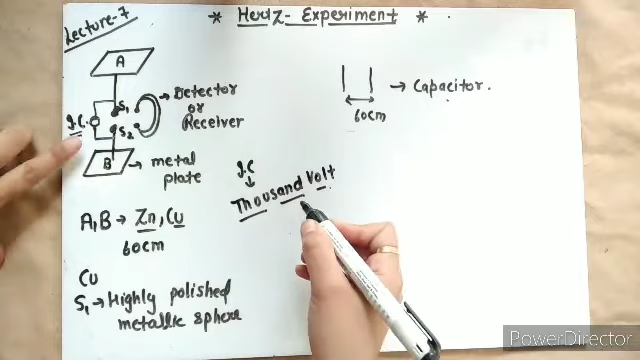 Lecture-7
* Hertz-Experiment *
A
S1
I.C.
S2
B
→ Detector
or
Receiver
→ metal
plate
→ Capacitor.
60cm
I.C
↓
Thousand Volt
A,B → Zn, Cu
60cm
Cu
S1 → Highly polished
metallic sphere
PowerDirector